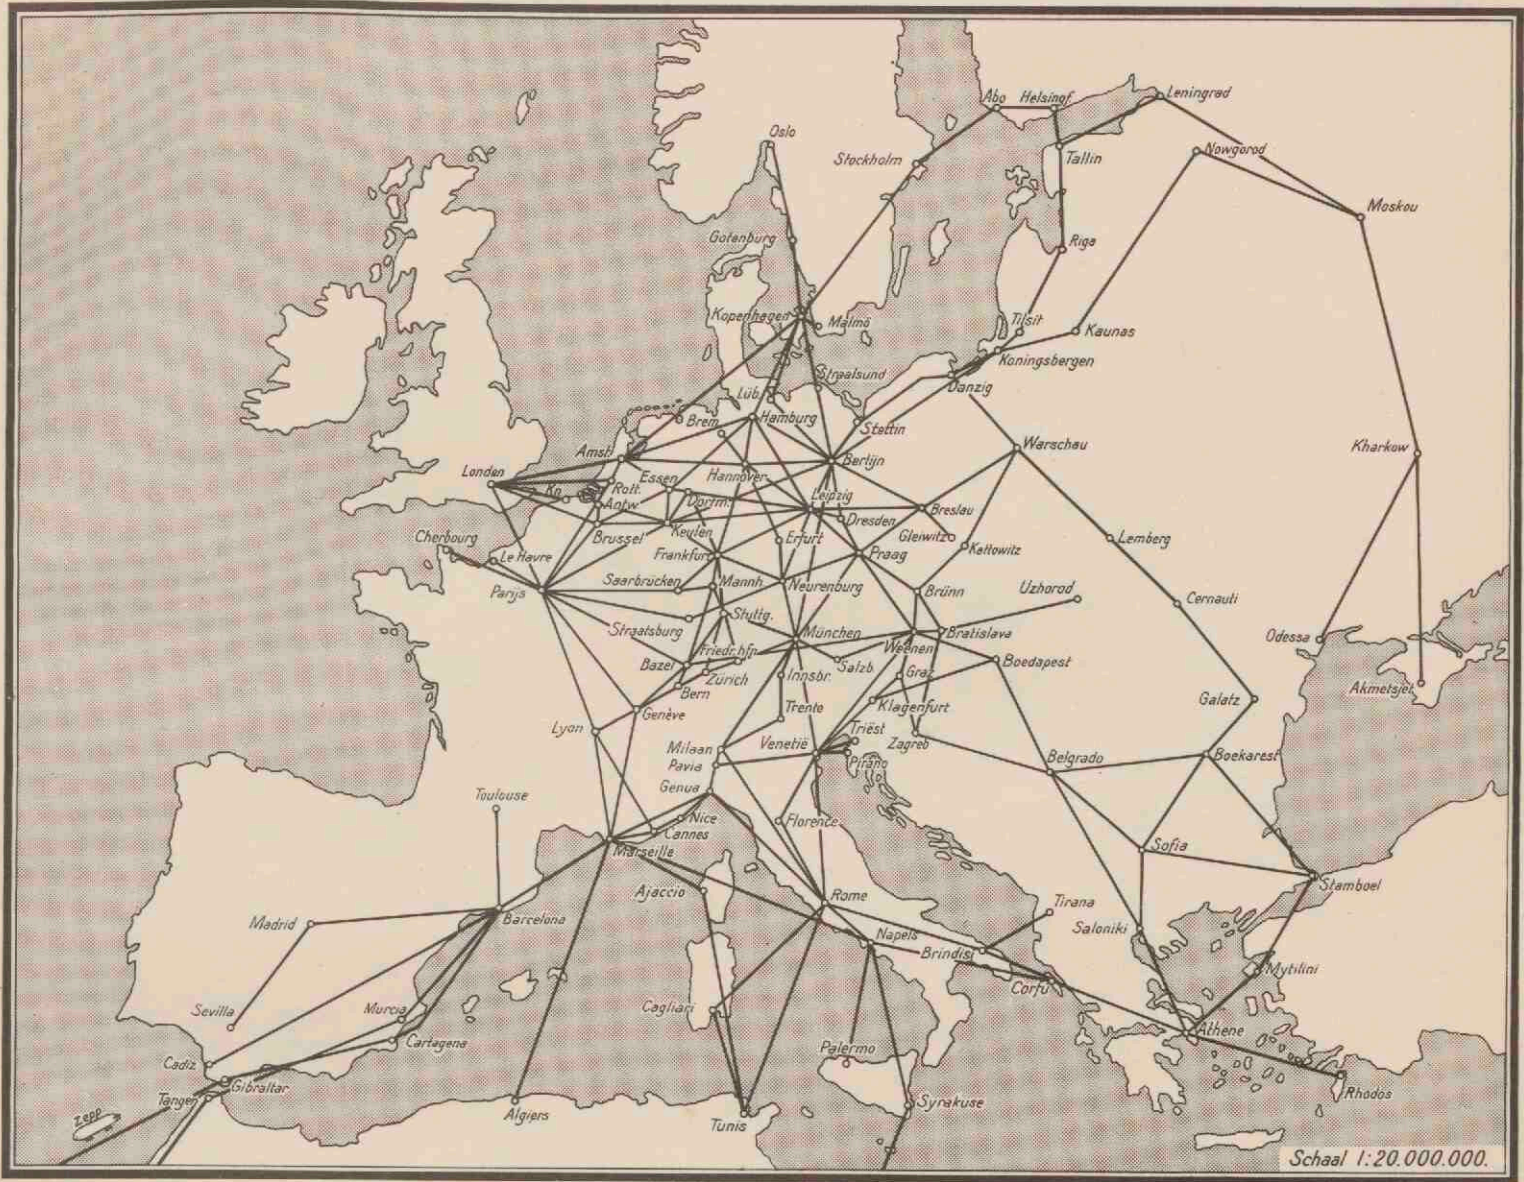 Oslo
Abo
Helsingf.
Leningrad
Stockholm
Tallin
Nowgorod
Moskou
Gotenburg
Riga
Kopenhagen
Malmö
Tilsit
Kaunas
Koningsbergen
Straalsund
Danzig
Lüb.
Brem.
Hamburg
Stettin
Warschau
Kharkow
Amst.
Berlijn
Londen
Essen
Hannover
Kn.
Rott.
Dortm.
Leipzig
Antw.
Breslau
Dresden
Cherbourg
Brussel
Keulen
Erfurt
Gleiwitz
Kattowitz
Lemberg
Le Havre
Frankfurt
Praag
Parijs
Saarbrücken
Mannh.
Neurenburg
Brünn
Uzhorod
Cernauti
Straatsburg
Stuttg.
München
Weenen
Bratislava
Odessa
Bazel
Friedr.hfn
Salzb.
Boedapest
Zürich
Innsbr.
Graz
Akmetsjet
Bern
Galatz
Genève
Trento
Klagenfurt
Lyon
Milaan
Venetië
Triëst
Zagreb
Pavia
Pirano
Belgrado
Boekarest
Toulouse
Genua
Nice
Cannes
Florence
Marseille
Sofia
Ajaccio
Rome
Stamboel
Tirana
Madrid
Barcelona
Napels
Saloniki
Brindisi
Mytilini
Corfu
Sevilla
Murcia
Cagliari
Athene
Cartagena
Palermo
Cadiz
Gibraltar
Tanger
Rhodos
Zepp.
Algiers
Tunis
Syrakuse
Schaal 1:20.000.000.